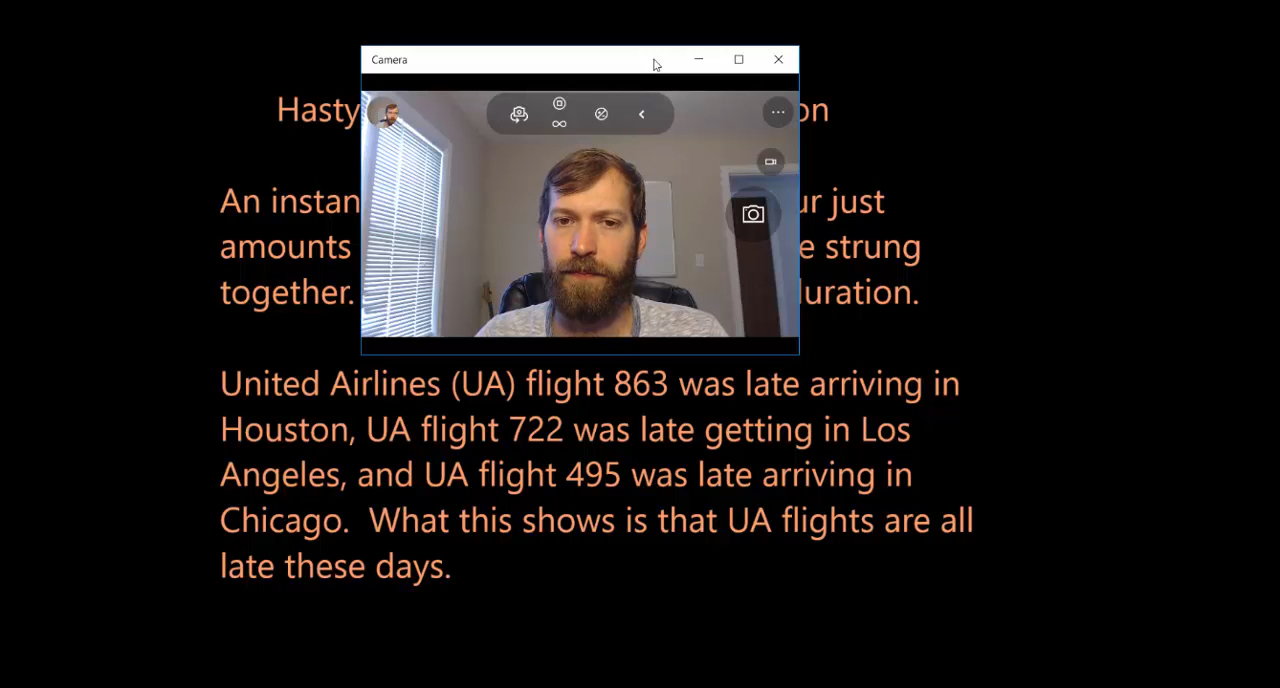 Camera
Hasty on
An instan ur just
amounts e strung
together. duration.
United Airlines (UA) flight 863 was late arriving in
Houston, UA flight 722 was late getting in Los
Angeles, and UA flight 495 was late arriving in
Chicago.  What this shows is that UA flights are all
late these days.